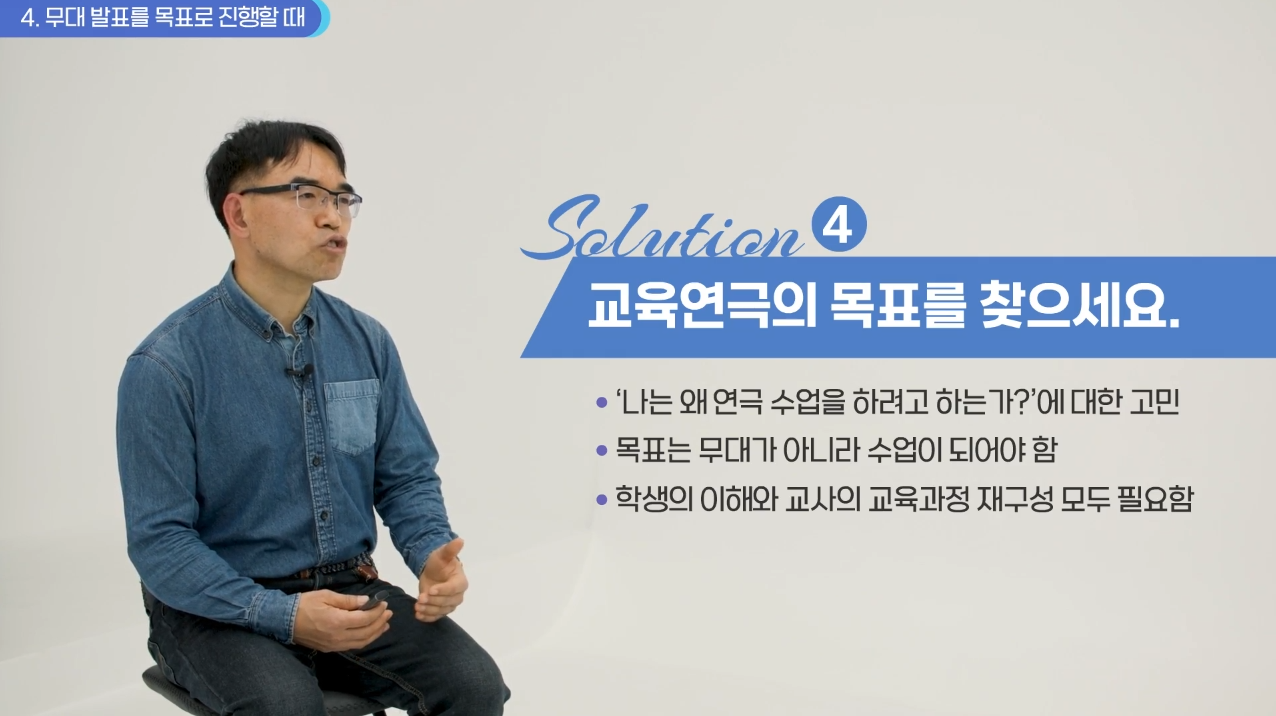 4. 무대 발표를 목표로 진행할 때
Solution 4
교육연극의 목표를 찾으세요.
• ‘나는 왜 연극 수업을 하려고 하는가?’에 대한 고민
• 목표는 무대가 아니라 수업이 되어야 함
• 학생의 이해와 교사의 교육과정 재구성 모두 필요함